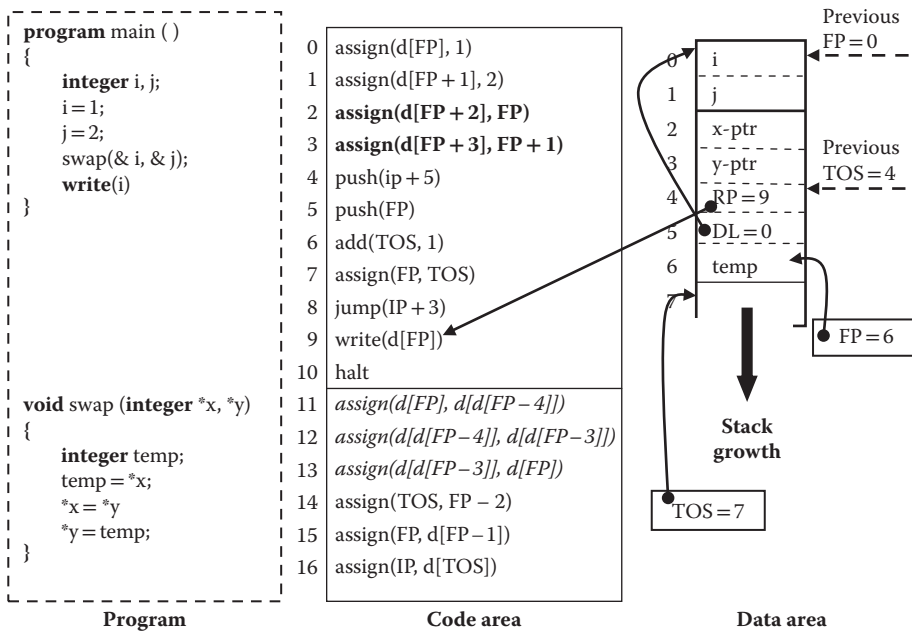 program main ( )
{
integer i, j;
i = 1;
j = 2;
swap(& i, & j);
write(i)
}
void swap (integer *x, *y)
{
integer temp;
temp = *x;
*x = *y
*y = temp;
}
Program
0 assign(d[FP], 1)
1 assign(d[FP + 1], 2)
2 assign(d[FP + 2], FP)
3 assign(d[FP + 3], FP + 1)
4 push(ip + 5)
5 push(FP)
6 add(TOS, 1)
7 assign(FP, TOS)
8 jump(IP + 3)
9 write(d[FP])
10 halt
11 assign(d[FP], d[d[FP – 4]])
12 assign(d[d[FP – 4]], d[d[FP – 3]])
13 assign(d[d[FP – 3]], d[FP])
14 assign(TOS, FP – 2)
15 assign(FP, d[FP – 1])
16 assign(IP, d[TOS])
Code area
0 i
1 j
2 x-ptr
3 y-ptr
4 RP = 9
5 DL = 0
6 temp
7
Previous
FP = 0
Previous
TOS = 4
FP = 6
Stack
growth
TOS = 7
Data area